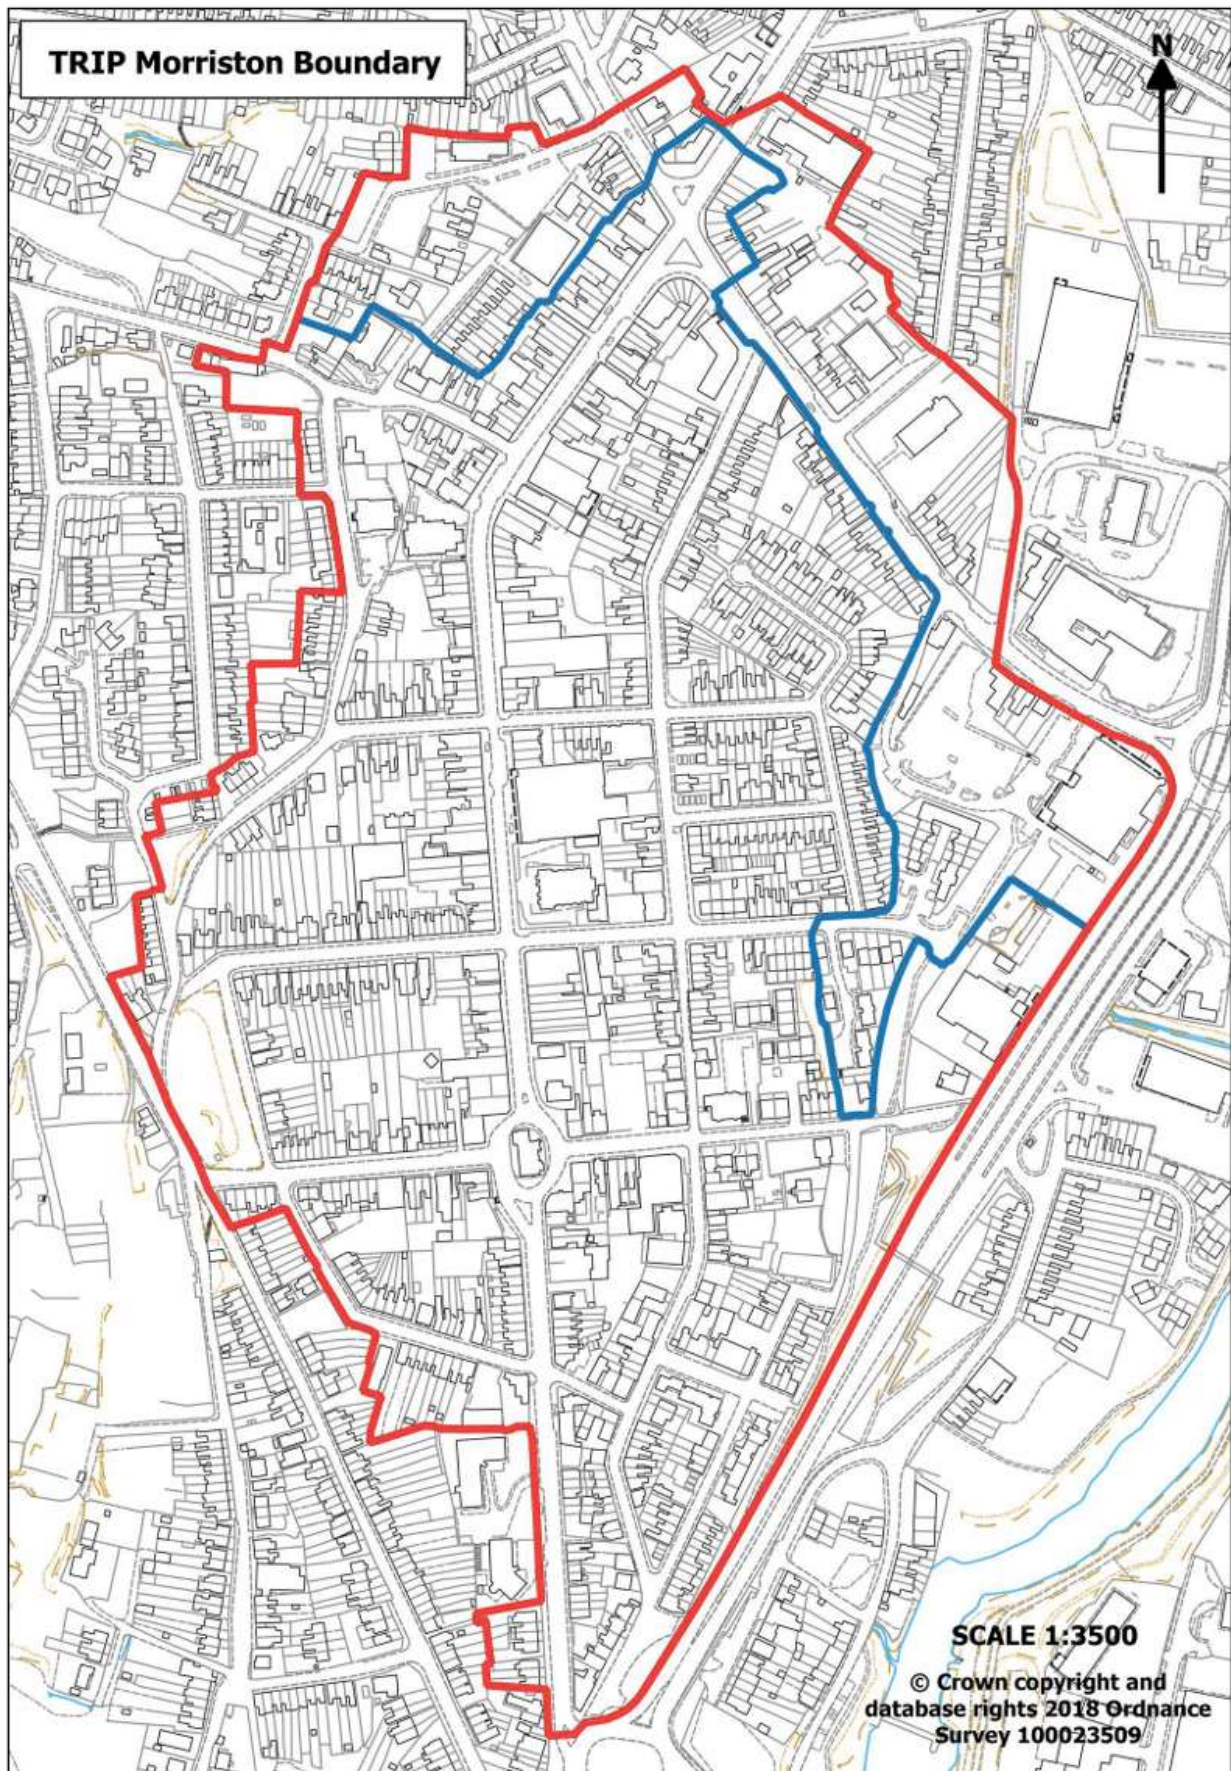 TRIP Morriston Boundary
N
SCALE 1:3500
© Crown copyright and
database rights 2018 Ordnance
Survey 100023509